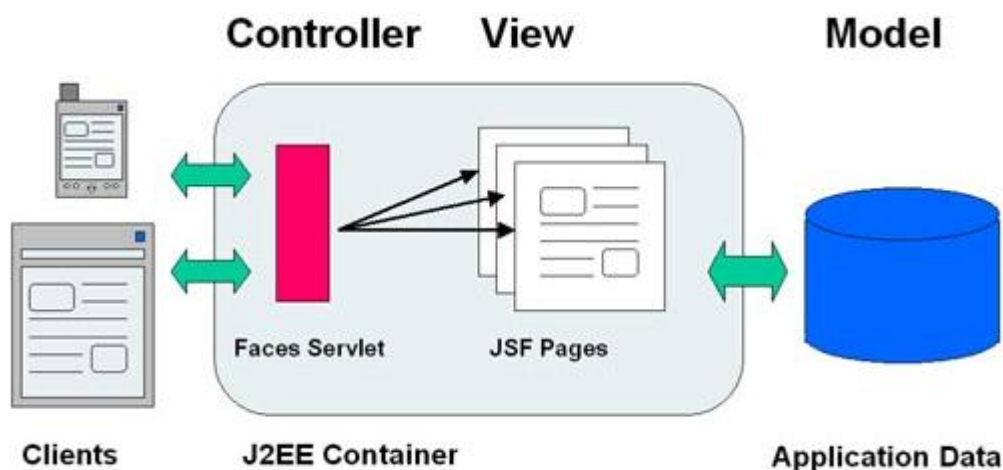 Controller View Model
Faces Servlet JSF Pages
Clients J2EE Container Application Data